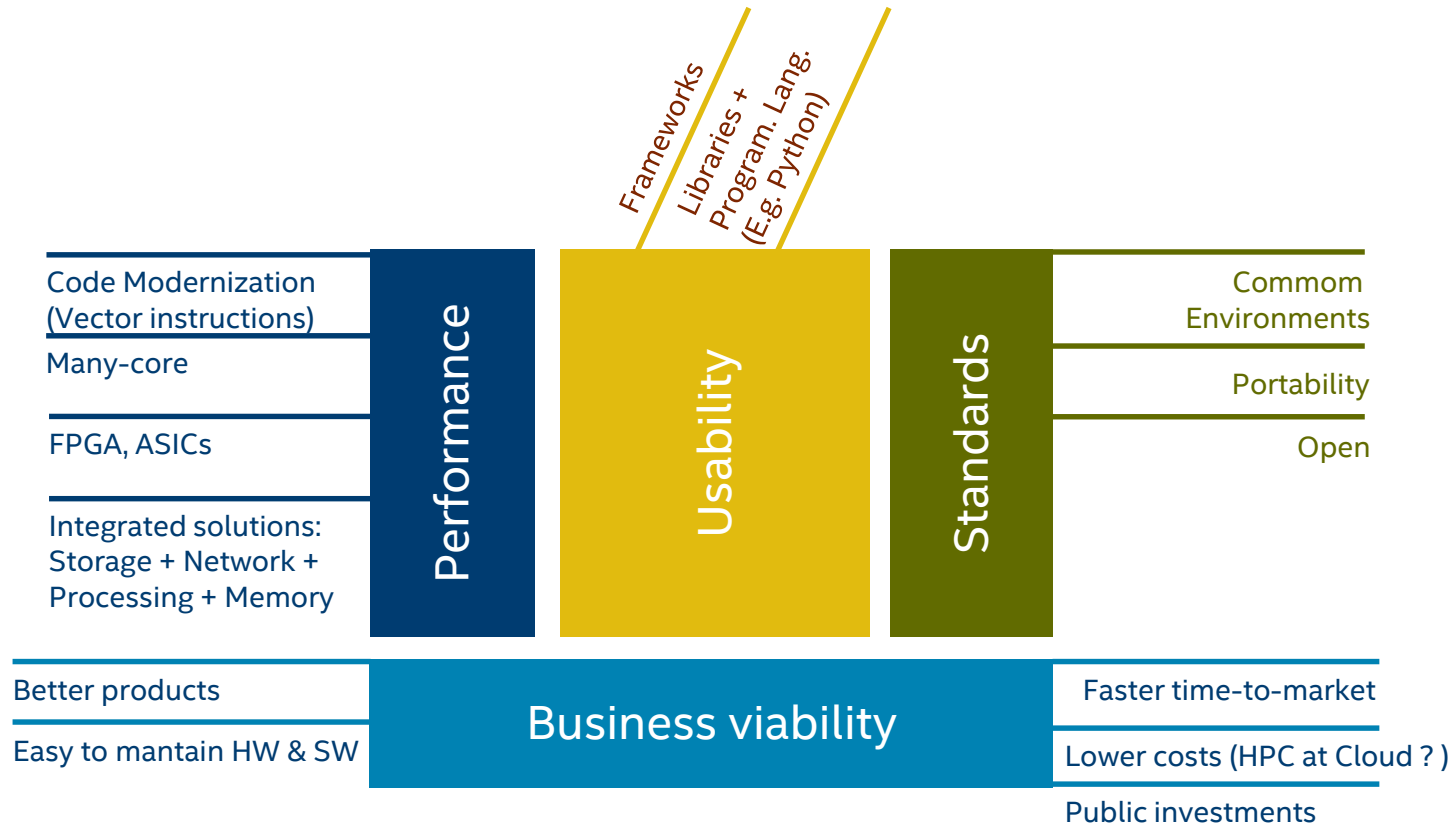 Frameworks
Libraries +
Program. Lang.
(E.g. Python)
Code Modernization
(Vector instructions)
Many-core
FPGA, ASICs
Integrated solutions:
Storage + Network +
Processing + Memory
Performance
Usability
Standards
Commom
Environments
Portability
Open
Better products
Easy to mantain HW & SW
Business viability
Faster time-to-market
Lower costs (HPC at Cloud ? )
Public investments